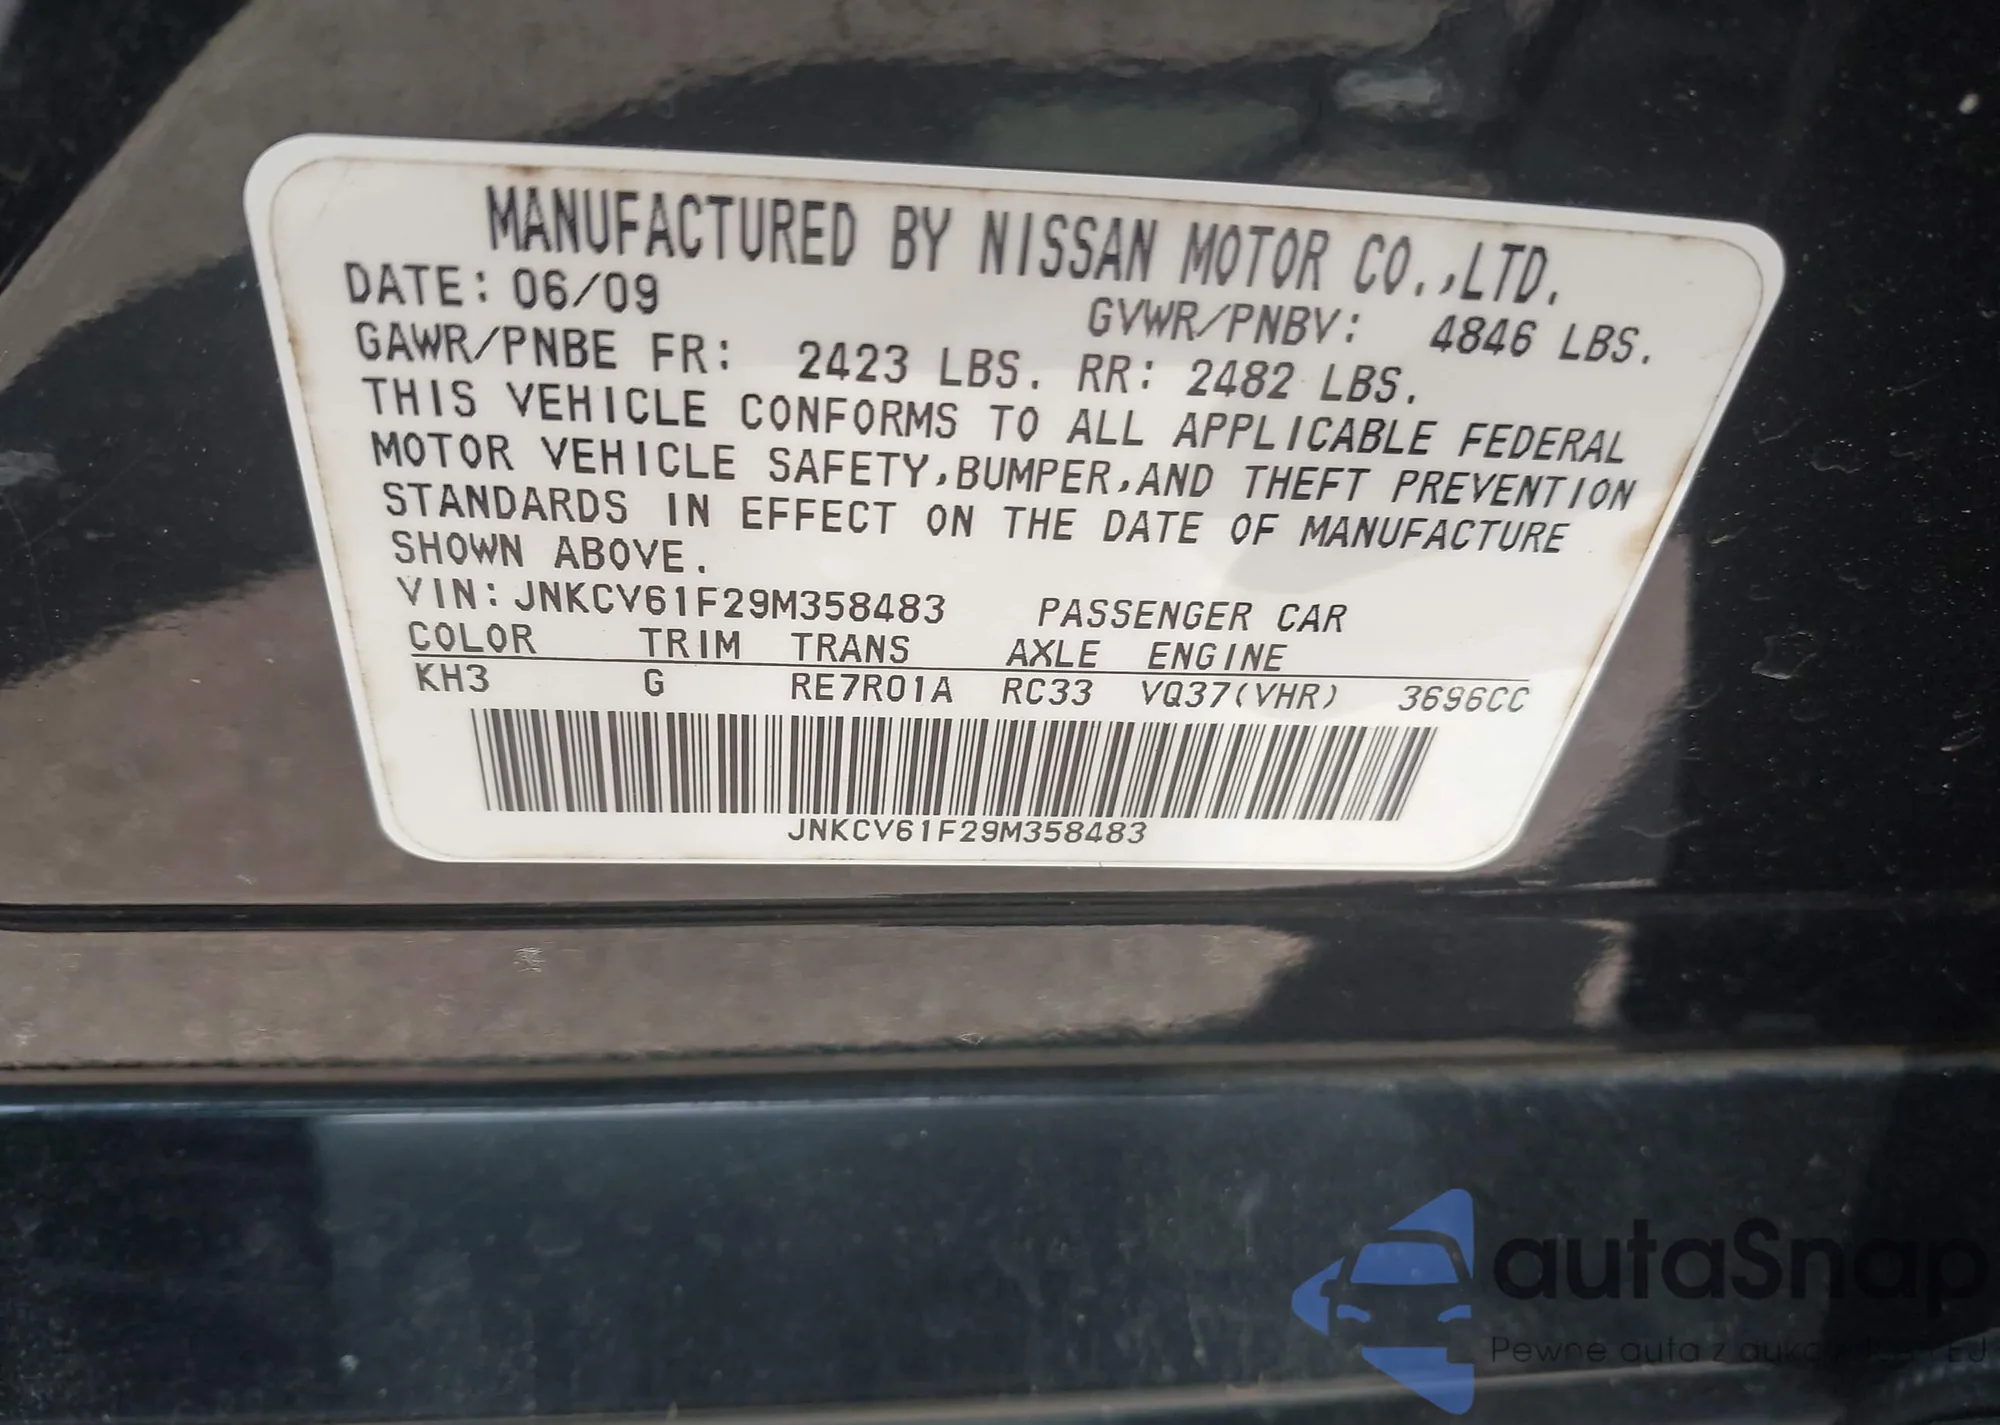 MANUFACTURED BY NISSAN MOTOR CO.,LTD.
DATE: 06/09 GVWR/PNBV: 4846 LBS.
GAWR/PNBE FR: 2423 LBS. RR: 2482 LBS.
THIS VEHICLE CONFORMS TO ALL APPLICABLE FEDERAL
MOTOR VEHICLE SAFETY,BUMPER,AND THEFT PREVENTION
STANDARDS IN EFFECT ON THE DATE OF MANUFACTURE
SHOWN ABOVE.
VIN: JNKCV61F29M358483 PASSENGER CAR
COLOR TRIM TRANS AXLE ENGINE
KH3 G RE7R01A RC33 VQ37(VHR) 3696CC
JNKCV61F29M358483
autaSnap
Pewne auta z EU